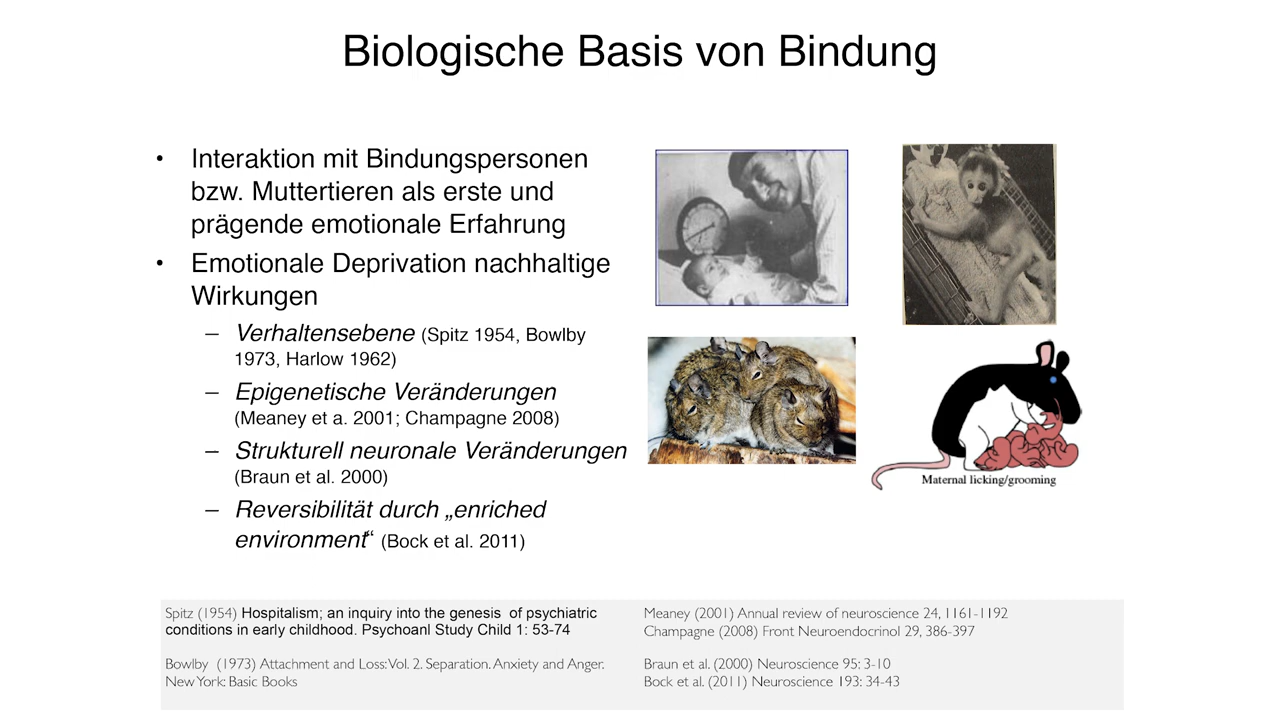 Biologische Basis von Bindung
• Interaktion mit Bindungspersonen
bzw. Muttertieren als erste und
prägende emotionale Erfahrung
• Emotionale Deprivation nachhaltige
Wirkungen
– Verhaltensebene (Spitz 1954, Bowlby
1973, Harlow 1962)
– Epigenetische Veränderungen
(Meaney et a. 2001; Champagne 2008)
– Strukturell neuronale Veränderungen
(Braun et al. 2000)
– Reversibilität durch „enriched
environment“ (Bock et al. 2011)
Maternal licking/grooming
Spitz (1954) Hospitalism; an inquiry into the genesis of psychiatric
conditions in early childhood. Psychoanl Study Child 1: 53-74
Bowlby (1973) Attachment and Loss: Vol. 2. Separation. Anxiety and Anger.
New York: Basic Books
Meaney (2001) Annual review of neuroscience 24, 1161-1192
Champagne (2008) Front Neuroendocrinol 29, 386-397
Braun et al. (2000) Neuroscience 95: 3-10
Bock et al. (2011) Neuroscience 193: 34-43